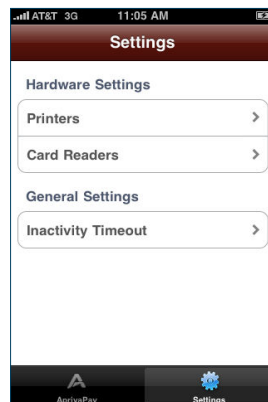 AT&T 3G 11:05 AM
Settings
Hardware Settings
Printers
Card Readers
General Settings
Inactivity Timeout
AprivaPay Settings